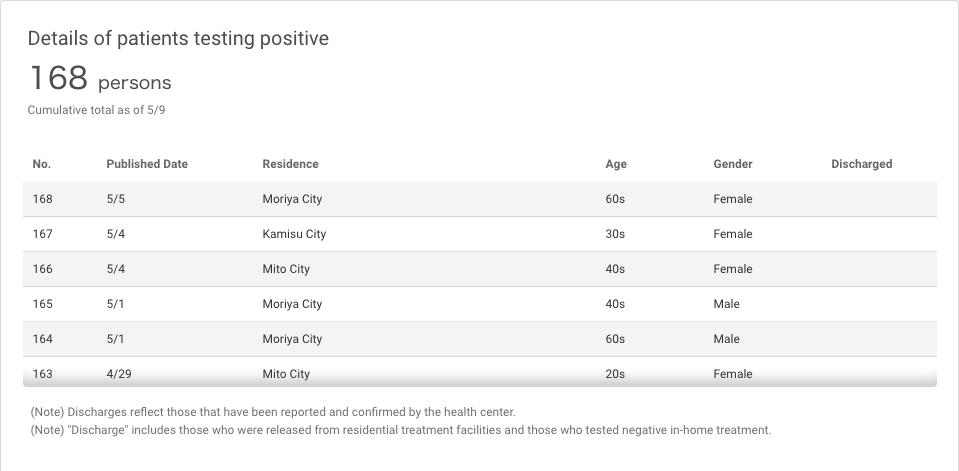 Details of patients testing positive
168 persons
Cumulative total as of 5/9
No. Published Date Residence Age Gender Discharged
168 5/5 Moriya City 60s Female
167 5/4 Kamisu City 30s Female
166 5/4 Mito City 40s Female
165 5/1 Moriya City 40s Male
164 5/1 Moriya City 60s Male
163 4/29 Mito City 20s Female
(Note) Discharges reflect those that have been reported and confirmed by the health center.
(Note) "Discharge" includes those who were released from residential treatment facilities and those who tested negative in-home treatment.